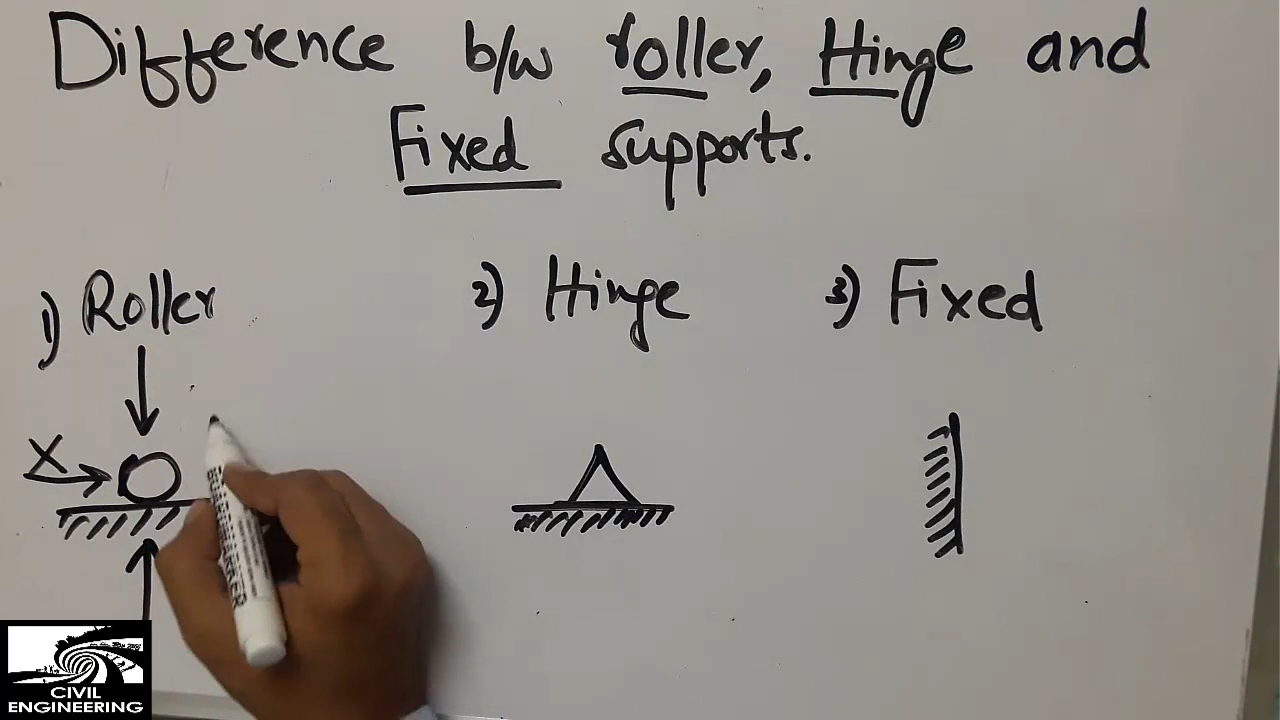 Difference b/w roller, Hinge and
Fixed supports.
1) Roller
2) Hinge
3) Fixed
X
CIVIL
ENGINEERING